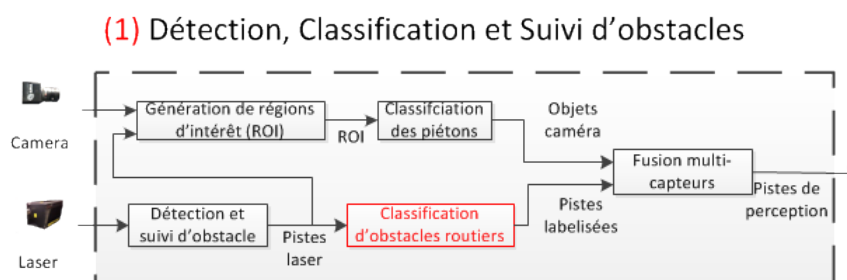 (1) Détection, Classification et Suivi d'obstacles
Camera
Génération de régions
d'intérêt (ROI)
ROI
Classifciation
des piétons
Objets
caméra
Fusion multi-
capteurs
Pistes de
perception
Laser
Détection et
suivi d'obstacle
Pistes
laser
Classification
d'obstacles routiers
Pistes
labelisées